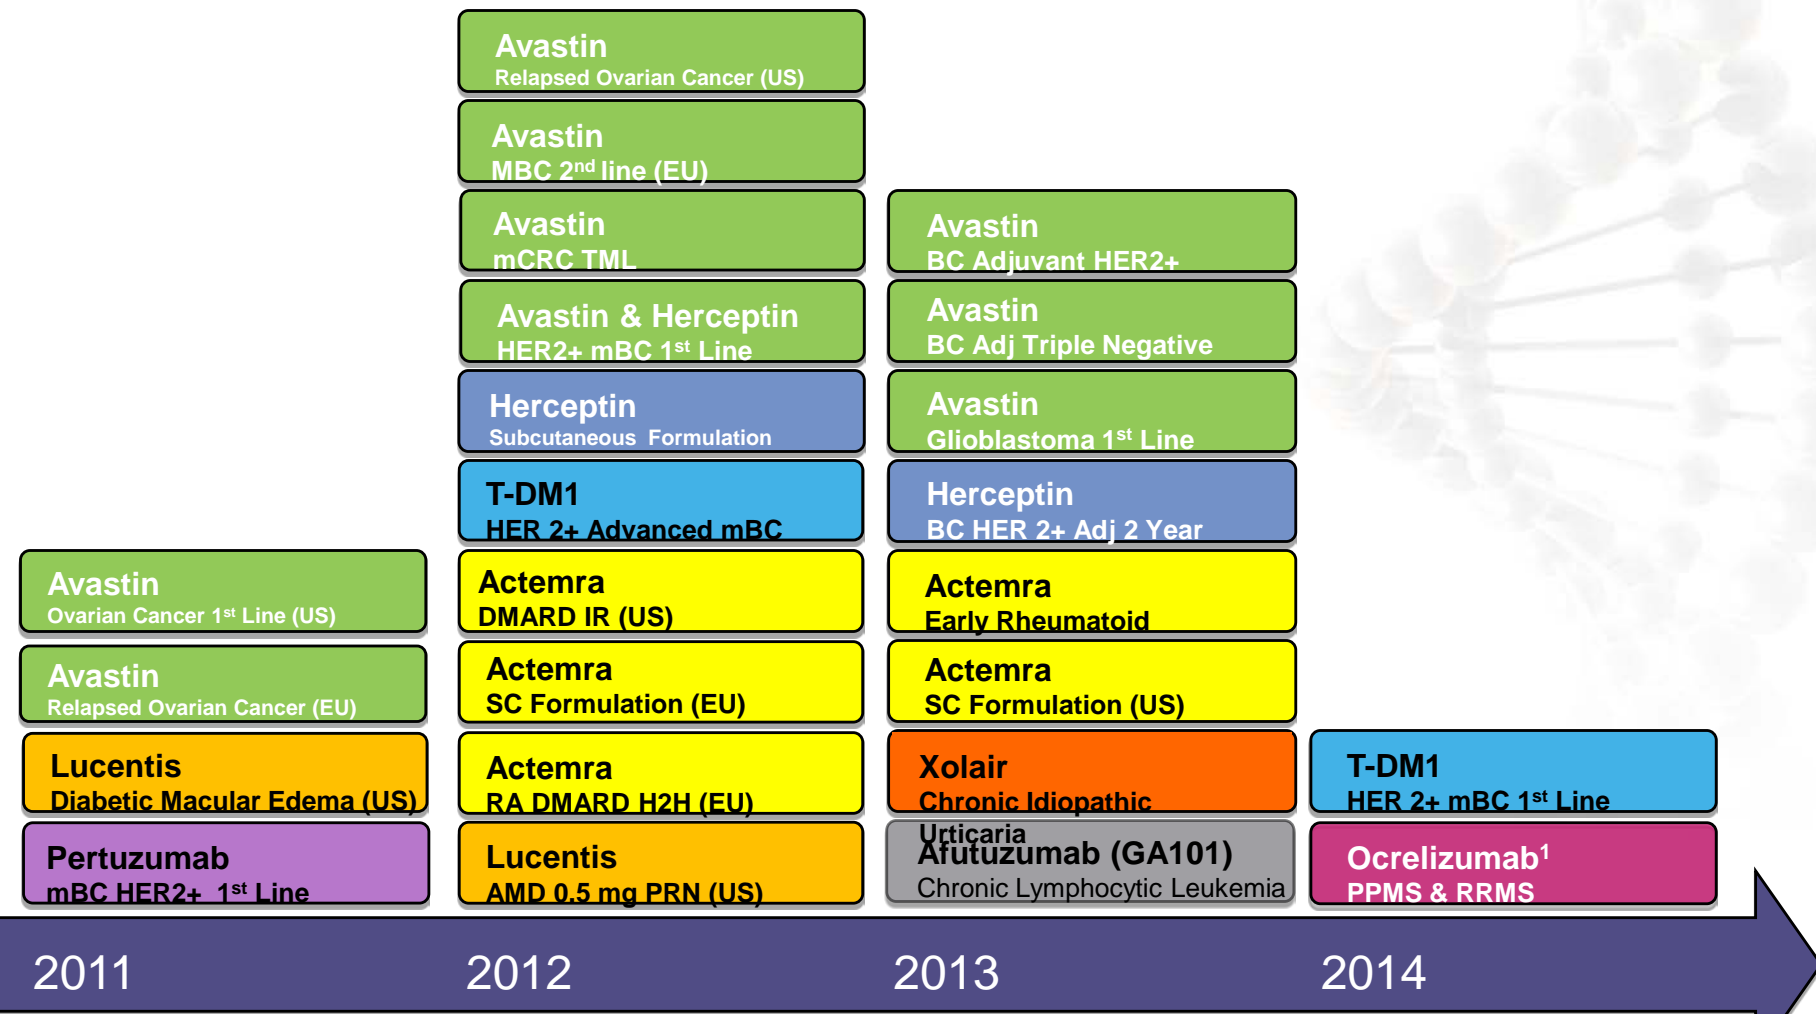 Avastin
Relapsed Ovarian Cancer (US)
Avastin
MBC 2nd line (EU)
Avastin
mCRC TML
Avastin & Herceptin
HER2+ mBC 1st Line
Herceptin
Subcutaneous Formulation
T-DM1
HER 2+ Advanced mBC
Actemra
DMARD IR (US)
Actemra
SC Formulation (EU)
Actemra
RA DMARD H2H (EU)
Lucentis
AMD 0.5 mg PRN (US)
Avastin
BC Adjuvant HER2+
Avastin
BC Adj Triple Negative
Avastin
Glioblastoma 1st Line
Herceptin
BC HER 2+ Adj 2 Year
Actemra
Early Rheumatoid
Actemra
SC Formulation (US)
Xolair
Chronic Idiopathic
Urticaria
Afutuzumab (GA101)
Chronic Lymphocytic Leukemia
Avastin
Ovarian Cancer 1st Line (US)
Avastin
Relapsed Ovarian Cancer (EU)
Lucentis
Diabetic Macular Edema (US)
Pertuzumab
mBC HER2+ 1st Line
T-DM1
HER 2+ mBC 1st Line
Ocrelizumab1
PPMS & RRMS
2011
2012
2013
2014